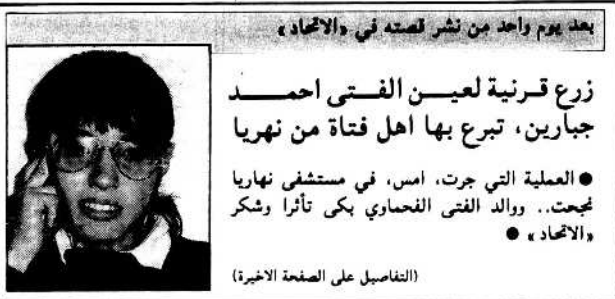 بعد يوم واحد من نشر قصته في «الاتحاد»
زرع قرنية لعين الفتى احمد
جبارين، تبرع بها اهل فتاة من نهريا
● العملية التي جرت، امس، في مستشفى نهاريا
نجحت.. ووالد الفتى الفحماوي بكى تأثرا وشكر
«الاتحاد» ●
(التفاصيل على الصفحة الاخيرة)